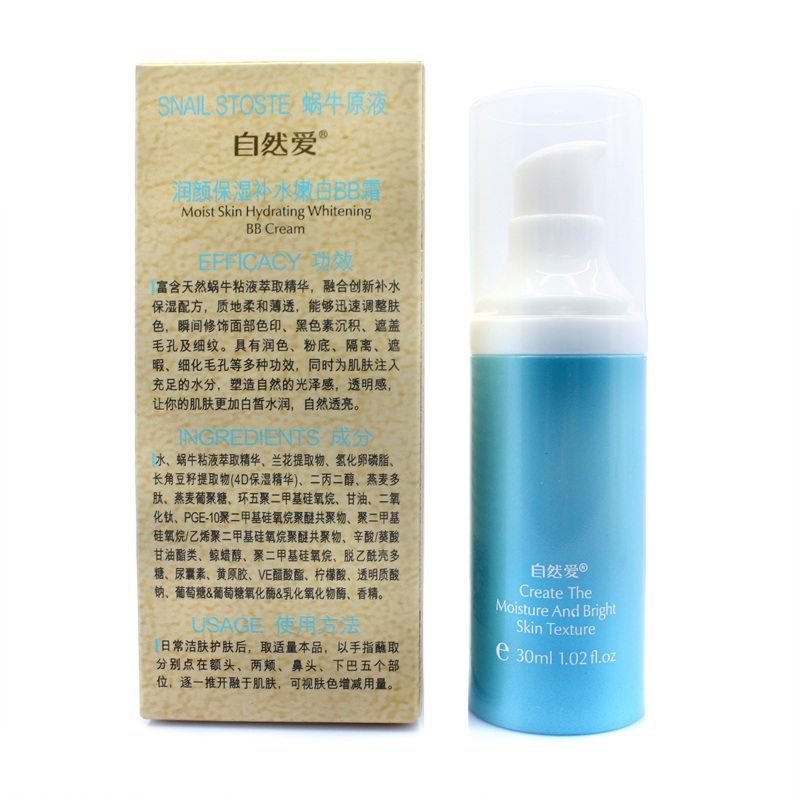 SNAIL STOSTE 蜗牛原液
自然爱®
润颜保湿补水嫩白BB霜
Moist Skin Hydrating Whitening
BB Cream
EFFICACY 功效
富含天然蜗牛粘液萃取精华，融合创新补水
保湿配方，质地柔和薄透，能够迅速调整肤
色，瞬间修饰面部色印、黑色素沉积、遮盖
毛孔及细纹。具有润色、粉底、隔离、遮
暇、细化毛孔等多种功效，同时为肌肤注入
充足的水分，塑造自然的光泽感，透明感，
让你的肌肤更加白皙水润，自然透亮。
INGREDIENTS 成分
水、蜗牛粘液萃取精华、兰花提取物、氢化卵磷脂、
长角豆籽提取物(4D保湿精华)、二丙二醇、燕麦多
肽、燕麦葡聚糖、环五聚二甲基硅氧烷、甘油、二氧
化钛、PGE-10聚二甲基硅氧烷聚醚共聚物、聚二甲基
硅氧烷/乙烯聚二甲基硅氧烷聚醚共聚物、辛酸/葵酸
甘油酯类、鲸蜡醇、聚二甲基硅氧烷、脱乙酰壳多
糖、尿囊素、黄原胶、VE醋酸酯、柠檬酸、透明质酸
钠、葡萄糖&葡萄糖氧化酶&乳化氧化物酶、香精。
USAGE 使用方法
日常洁肤护肤后，取适量本品，以手指蘸取
分别点在额头、两颊、鼻头、下巴五个部
位，逐一推开融于肌肤，可视肤色增减用量。
自然爱®
Create The
Moisture And Bright
Skin Texture
e 30ml 1.02 fl.oz